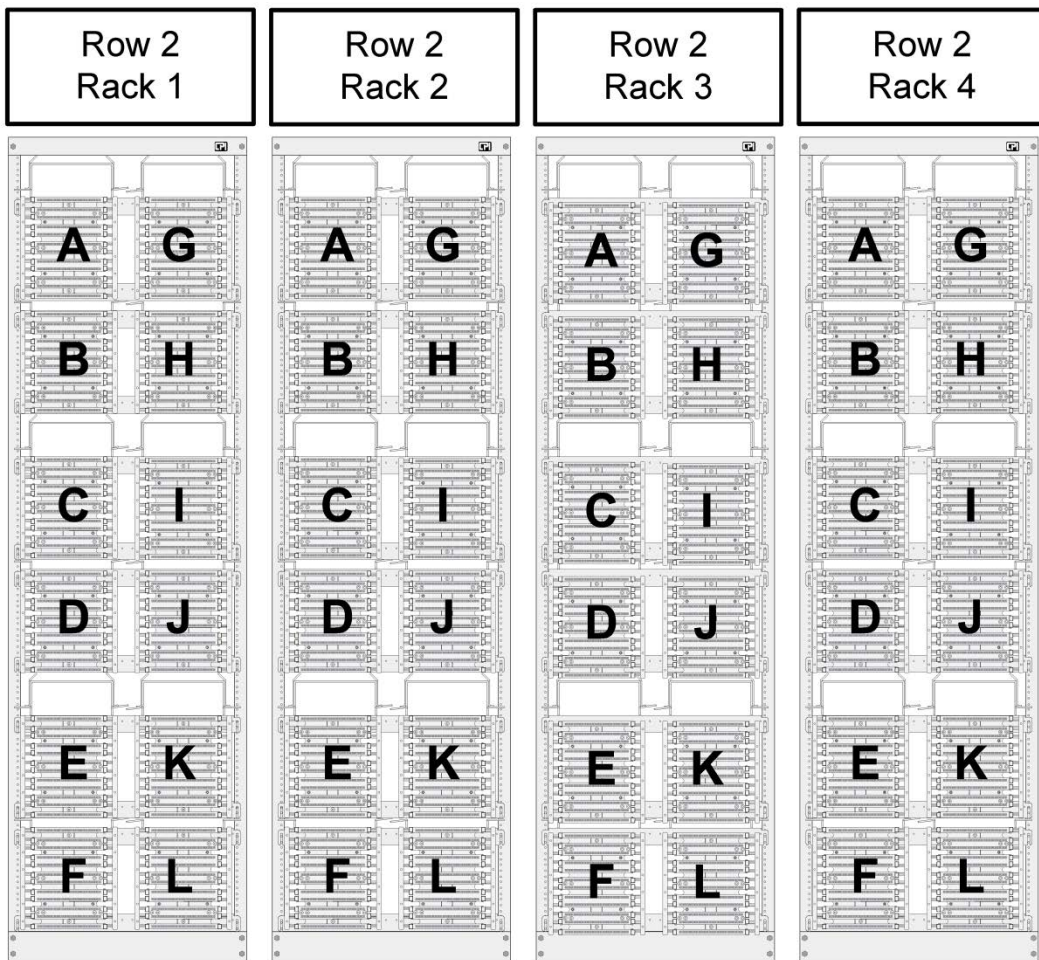 Row 2
Rack 1
Row 2
Rack 2
Row 2
Rack 3
Row 2
Rack 4
A G
B H
C I
D J
E K
F L
A G
B H
C I
D J
E K
F L
A G
B H
C I
D J
E K
F L
A G
B H
C I
D J
E K
F L